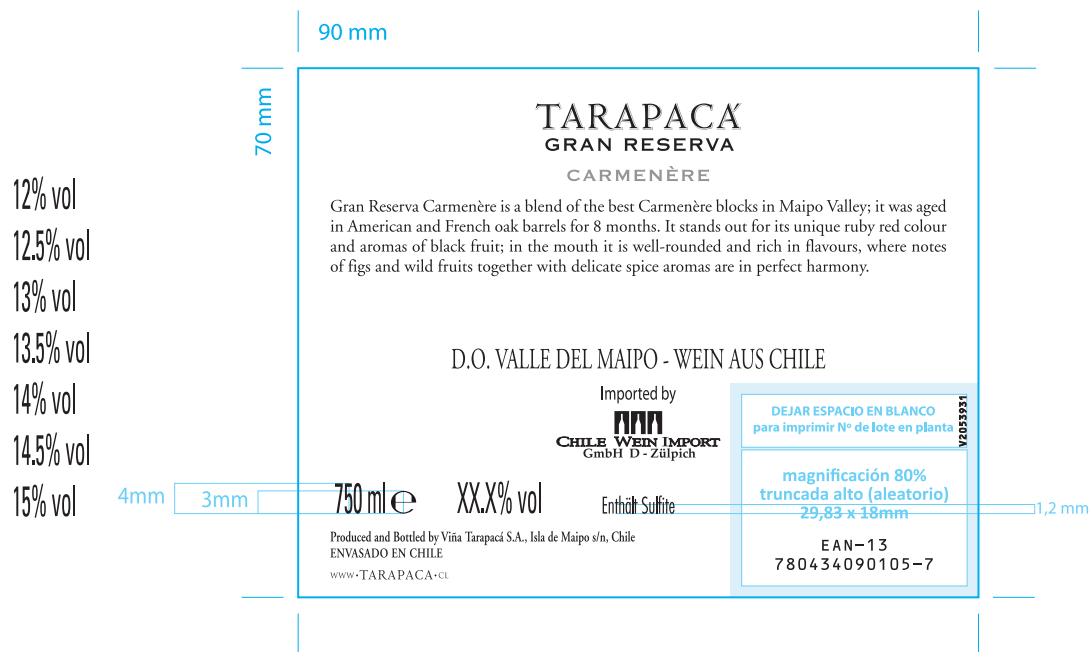 90 mm
70 mm
TARAPACÁ
GRAN RESERVA
CARMENÈRE
Gran Reserva Carmenère is a blend of the best Carmenère blocks in Maipo Valley; it was aged
in American and French oak barrels for 8 months. It stands out for its unique ruby red colour
and aromas of black fruit; in the mouth it is well-rounded and rich in flavours, where notes
of figs and wild fruits together with delicate spice aromas are in perfect harmony.
12% vol
12.5% vol
13% vol
13.5% vol
14% vol
14.5% vol
15% vol
D.O. VALLE DEL MAIPO - WEIN AUS CHILE
Imported by
CHILE WEIN IMPORT
GmbH D - Zülpich
DEJAR ESPACIO EN BLANCO
para imprimir Nº de lote en planta
V2053931
magnificación 80%
truncada alto (aleatorio)
29,83 x 18mm
EAN-13
780434090105-7
4mm
3mm
750 ml e
XX.X% vol
Enthält Sulfite
1,2 mm
Produced and Bottled by Viña Tarapacá S.A., Isla de Maipo s/n, Chile
ENVASADO EN CHILE
WWW•TARAPACA•CL